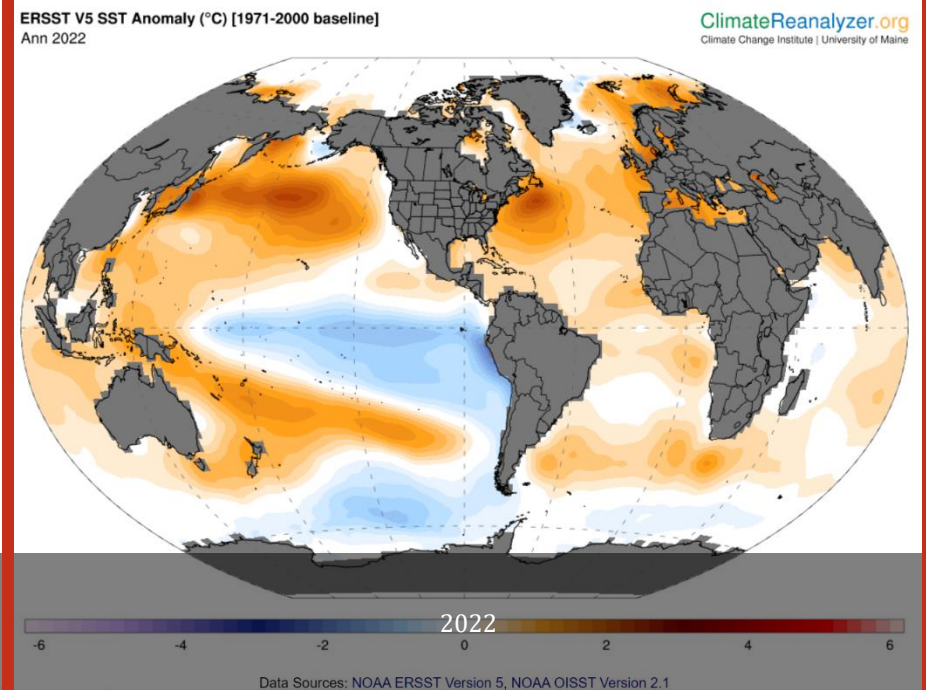 ERSST V5 SST Anomaly (°C) [1971-2000 baseline]
Ann 2022
ClimateReanalyzer.org
Climate Change Institute | University of Maine
2022
-6 -4 -2 0 2 4 6
Data Sources: NOAA ERSST Version 5, NOAA OISST Version 2.1